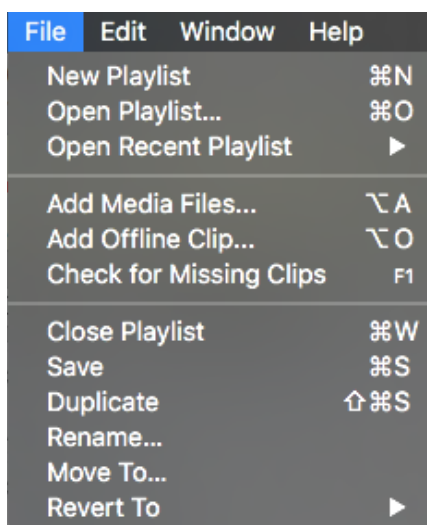 File Edit Window Help
New Playlist ⌘N
Open Playlist... ⌘O
Open Recent Playlist ▶
Add Media Files... ⌥A
Add Offline Clip... ⌥O
Check for Missing Clips F1
Close Playlist ⌘W
Save ⌘S
Duplicate ⇧⌘S
Rename...
Move To...
Revert To ▶